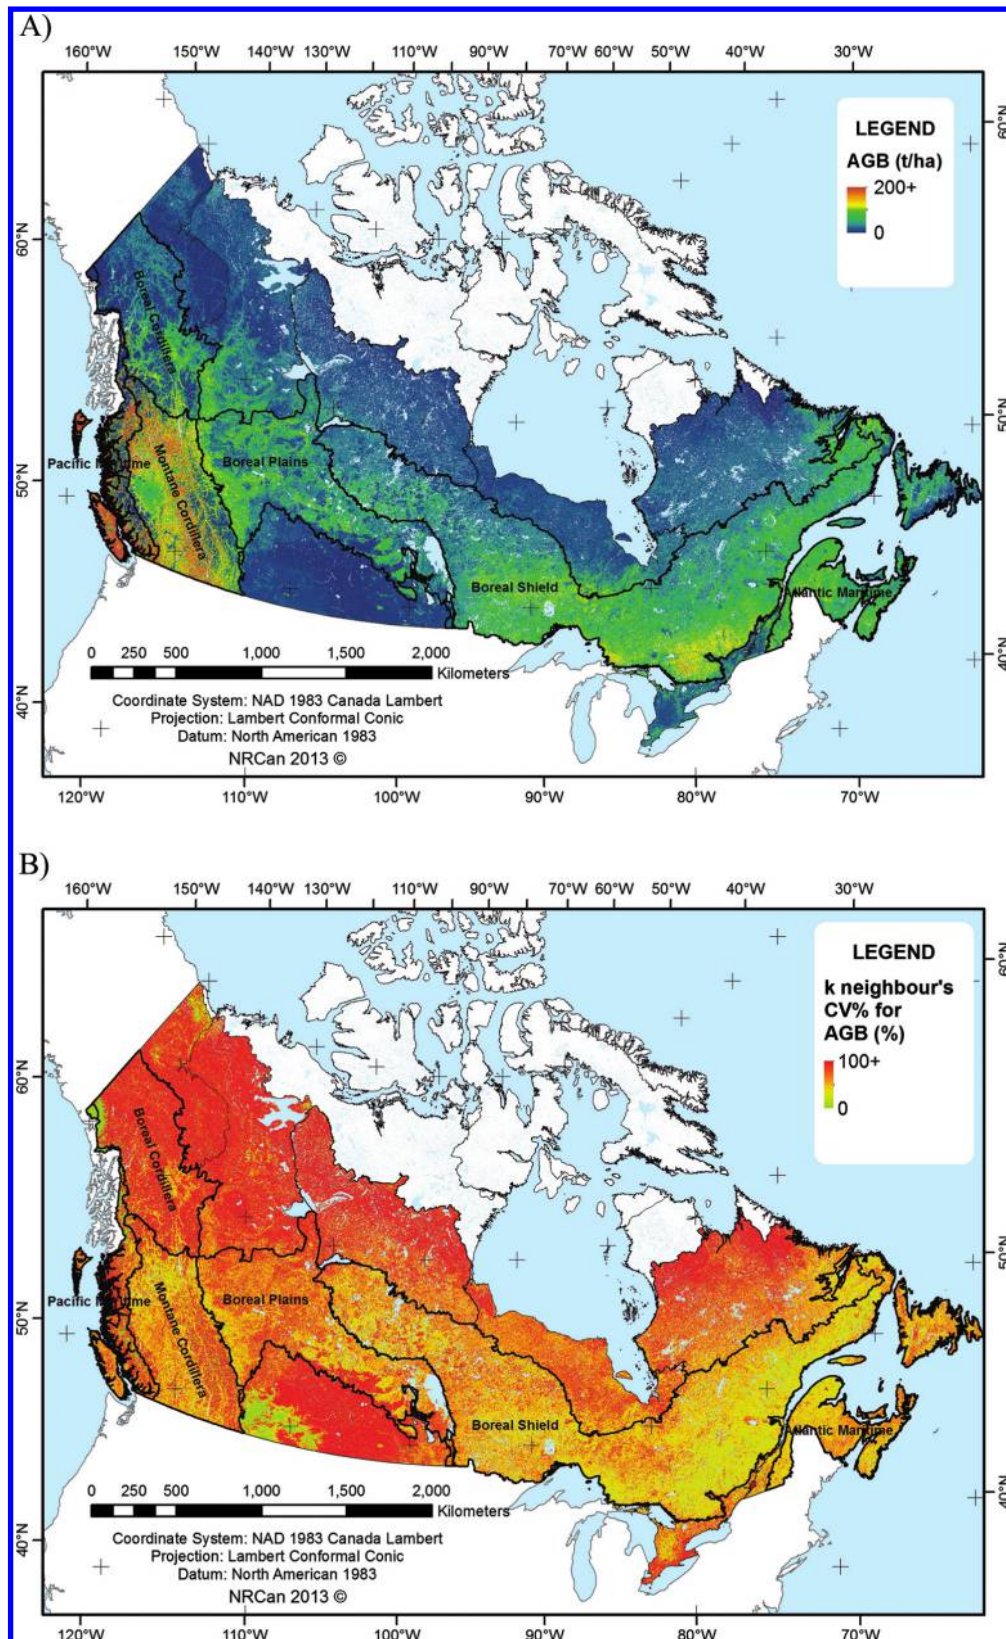 A)
160°W 150°W 140°W 130°W 110°W 90°W 70°W 60°W 50°W 40°W 30°W
LEGEND
AGB (t/ha)
200+
0
60°N
60°N
Boreal Cordillera
50°N
Pacific Maritime
Montane Cordillera
Boreal Plains
50°N
Boreal Shield
Atlantic Maritime
0 250 500 1,000 1,500 2,000
Kilometers
Coordinate System: NAD 1983 Canada Lambert
Projection: Lambert Conformal Conic
Datum: North American 1983
NRCan 2013 ©
40°N
40°N
120°W 110°W 100°W 90°W 80°W 70°W
B)
160°W 150°W 140°W 130°W 110°W 90°W 70°W 60°W 50°W 40°W 30°W
LEGEND
k neighbour's
CV% for
AGB (%)
100+
0
60°N
60°N
Boreal Cordillera
50°N
Pacific Maritime
Montane Cordillera
Boreal Plains
50°N
Boreal Shield
Atlantic Maritime
0 250 500 1,000 1,500 2,000
Kilometers
Coordinate System: NAD 1983 Canada Lambert
Projection: Lambert Conformal Conic
Datum: North American 1983
NRCan 2013 ©
40°N
40°N
120°W 110°W 100°W 90°W 80°W 70°W